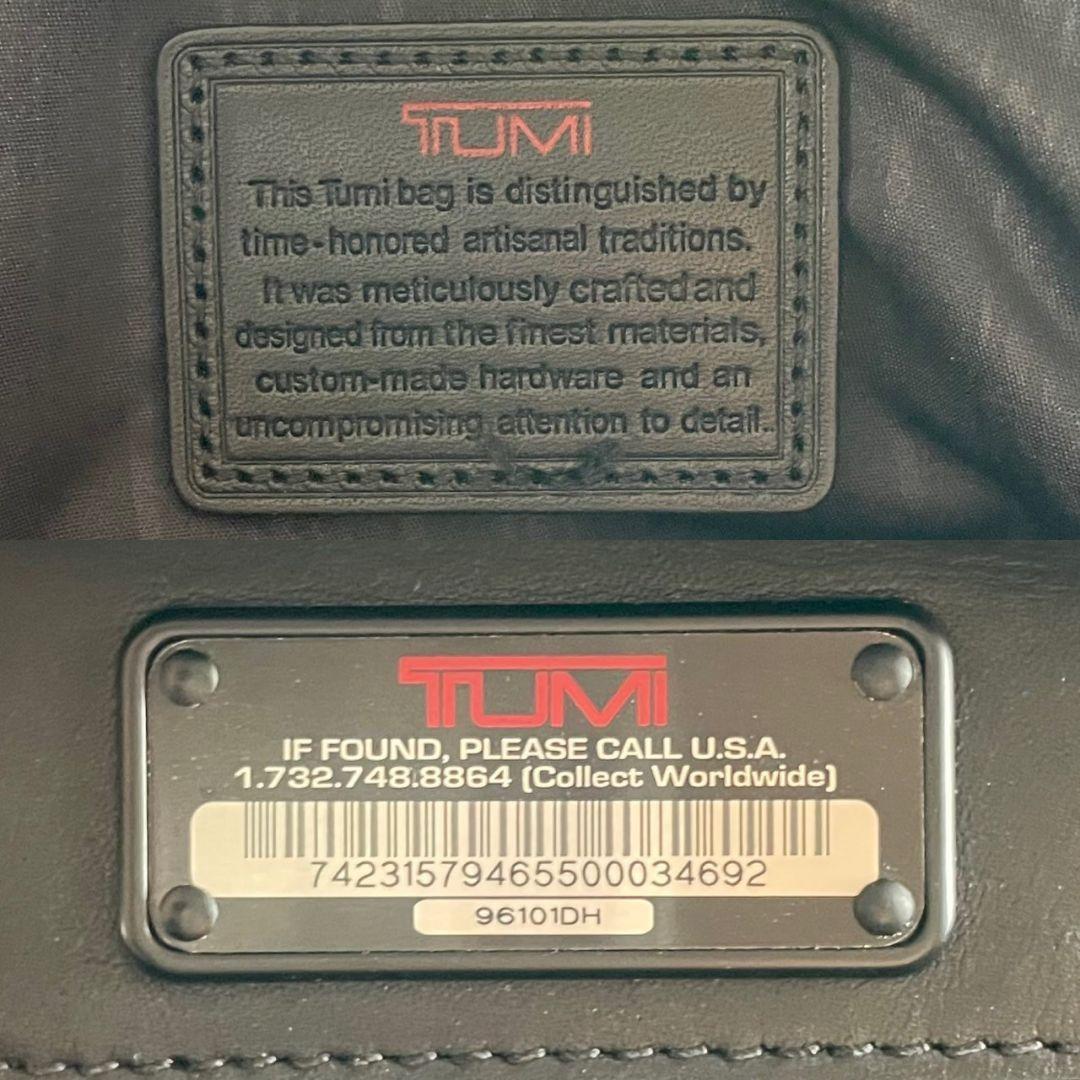 TUMI
This Tumi bag is distinguished by
time-honored artisanal traditions.
It was meticulously crafted and
designed from the finest materials,
custom-made hardware and an
uncompromising attention to detail.
TUMI
IF FOUND, PLEASE CALL U.S.A.
1.732.748.8864 (Collect Worldwide)
74231579465500034692
96101DH